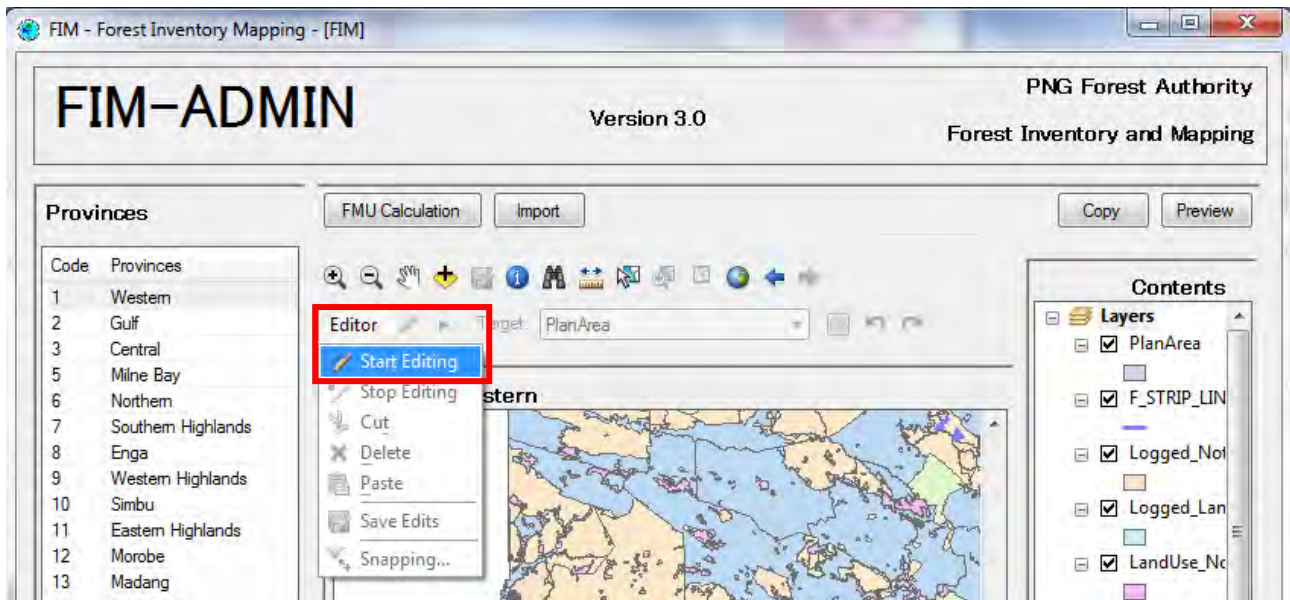 FIM - Forest Inventory Mapping - [FIM]
FIM-ADMIN
Version 3.0
PNG Forest Authority
Forest Inventory and Mapping
Provinces
Code Provinces
1 Western
2 Gulf
3 Central
5 Milne Bay
6 Northern
7 Southern Highlands
8 Enga
9 Western Highlands
10 Simbu
11 Eastern Highlands
12 Morobe
13 Madang
FMU Calculation Import
Copy Preview
Editor Target: PlanArea
Start Editing
Stop Editing
Cut
Delete
Paste
Save Edits
Snapping...
stern
Contents
Layers
PlanArea
F_STRIP_LIN
Logged_Not
Logged_Lan
LandUse_Nc